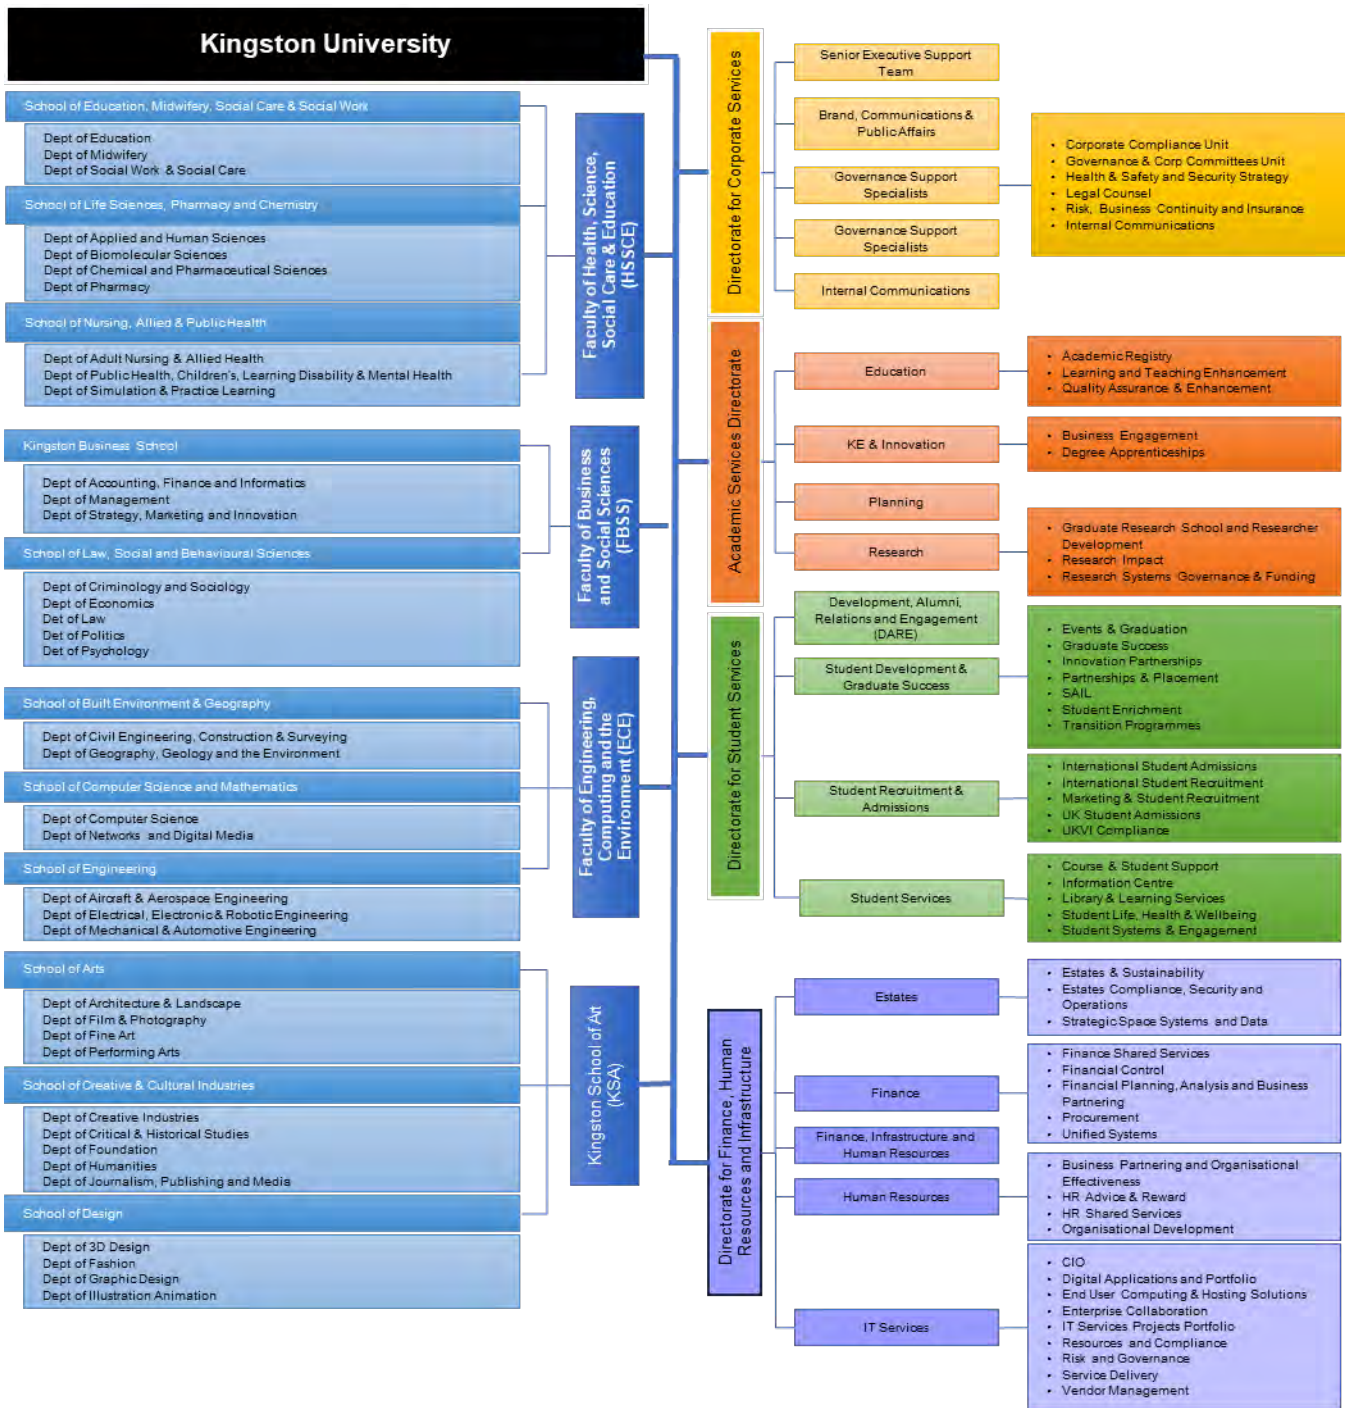 Kingston University
School of Education, Midwifery, Social Care & Social Work
Dept of Education
Dept of Midwifery
Dept of Social Work & Social Care
School of Life Sciences, Pharmacy and Chemistry
Dept of Applied and Human Sciences
Dept of Biomolecular Sciences
Dept of Chemical and Pharmaceutical Sciences
Dept of Pharmacy
School of Nursing, Allied & Public Health
Dept of Adult Nursing & Allied Health
Dept of Public Health, Children's, Learning Disability & Mental Health
Dept of Simulation & Practice Learning
Faculty of Health, Science,
Social Care & Education
(HSSCE)
Kingston Business School
Dept of Accounting, Finance and Informatics
Dept of Management
Dept of Strategy, Marketing and Innovation
School of Law, Social and Behavioural Sciences
Dept of Criminology and Sociology
Dept of Economics
Det of Law
Det of Politics
Det of Psychology
Faculty of Business
and Social Sciences
(FBSS)
School of Built Environment & Geography
Dept of Civil Engineering, Construction & Surveying
Dept of Geography, Geology and the Environment
School of Computer Science and Mathematics
Dept of Computer Science
Dept of Networks and Digital Media
School of Engineering
Dept of Aircraft & Aerospace Engineering
Dept of Electrical, Electronic & Robotic Engineering
Dept of Mechanical & Automotive Engineering
Faculty of Engineering,
Computing and the
Environment (ECE)
School of Arts
Dept of Architecture & Landscape
Dept of Film & Photography
Dept of Fine Art
Dept of Performing Arts
School of Creative & Cultural Industries
Dept of Creative Industries
Dept of Critical & Historical Studies
Dept of Foundation
Dept of Humanities
Dept of Journalism, Publishing and Media
School of Design
Dept of 3D Design
Dept of Fashion
Dept of Graphic Design
Dept of Illustration Animation
Kingston School of Art
(KSA)
Directorate for Corporate Services
Senior Executive Support
Team
Brand, Communications &
Public Affairs
Governance Support
Specialists
Governance Support
Specialists
Internal Communications
• Corporate Compliance Unit
• Governance & Corp Committees Unit
• Health & Safety and Security Strategy
• Legal Counsel
• Risk, Business Continuity and Insurance
• Internal Communications
Academic Services Directorate
Education
• Academic Registry
• Learning and Teaching Enhancement
• Quality Assurance & Enhancement
KE & Innovation
• Business Engagement
• Degree Apprenticeships
Planning
Research
• Graduate Research School and Researcher
Development
• Research Impact
• Research Systems Governance & Funding
Directorate for Student Services
Development, Alumni,
Relations and Engagement
(DARE)
Student Development &
Graduate Success
• Events & Graduation
• Graduate Success
• Innovation Partnerships
• Partnerships & Placement
• SAIL
• Student Enrichment
• Transition Programmes
Student Recruitment &
Admissions
• International Student Admissions
• International Student Recruitment
• Marketing & Student Recruitment
• UK Student Admissions
• UKVI Compliance
Student Services
• Course & Student Support
• Information Centre
• Library & Learning Services
• Student Life, Health & Wellbeing
• Student Systems & Engagement
Directorate for Finance, Human
Resources and Infrastructure
Estates
• Estates & Sustainability
• Estates Compliance, Security and
Operations
• Strategic Space Systems and Data
Finance
• Finance Shared Services
• Financial Control
• Financial Planning, Analysis and Business
Partnering
• Procurement
• Unified Systems
Finance, Infrastructure and
Human Resources
Human Resources
• Business Partnering and Organisational
Effectiveness
• HR Advice & Reward
• HR Shared Services
• Organisational Development
IT Services
• CIO
• Digital Applications and Portfolio
• End User Computing & Hosting Solutions
• Enterprise Collaboration
• IT Services Projects Portfolio
• Resources and Compliance
• Risk and Governance
• Service Delivery
• Vendor Management